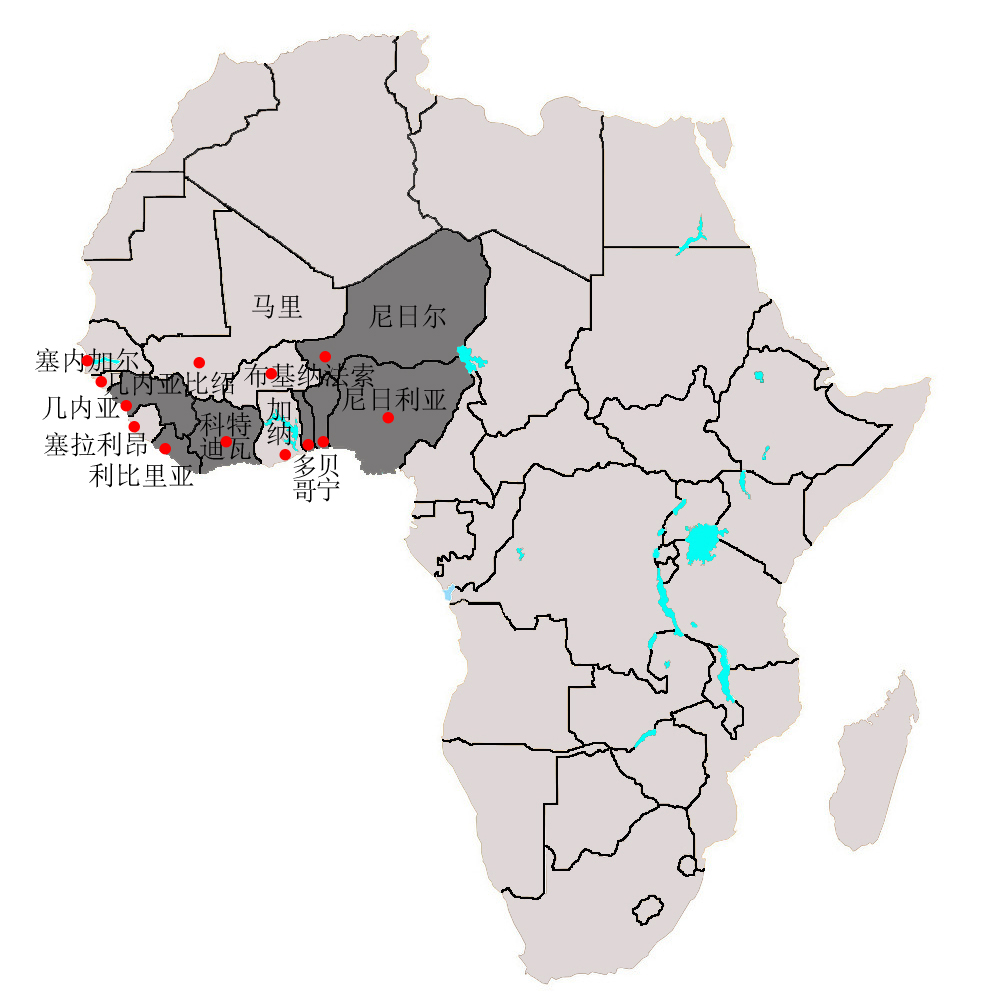 马里
尼日尔
塞内加尔
几内亚比绍
布基纳法索
几内亚
尼日利亚
科特
迪瓦
加
纳
塞拉利昂
利比里亚
多贝
哥宁